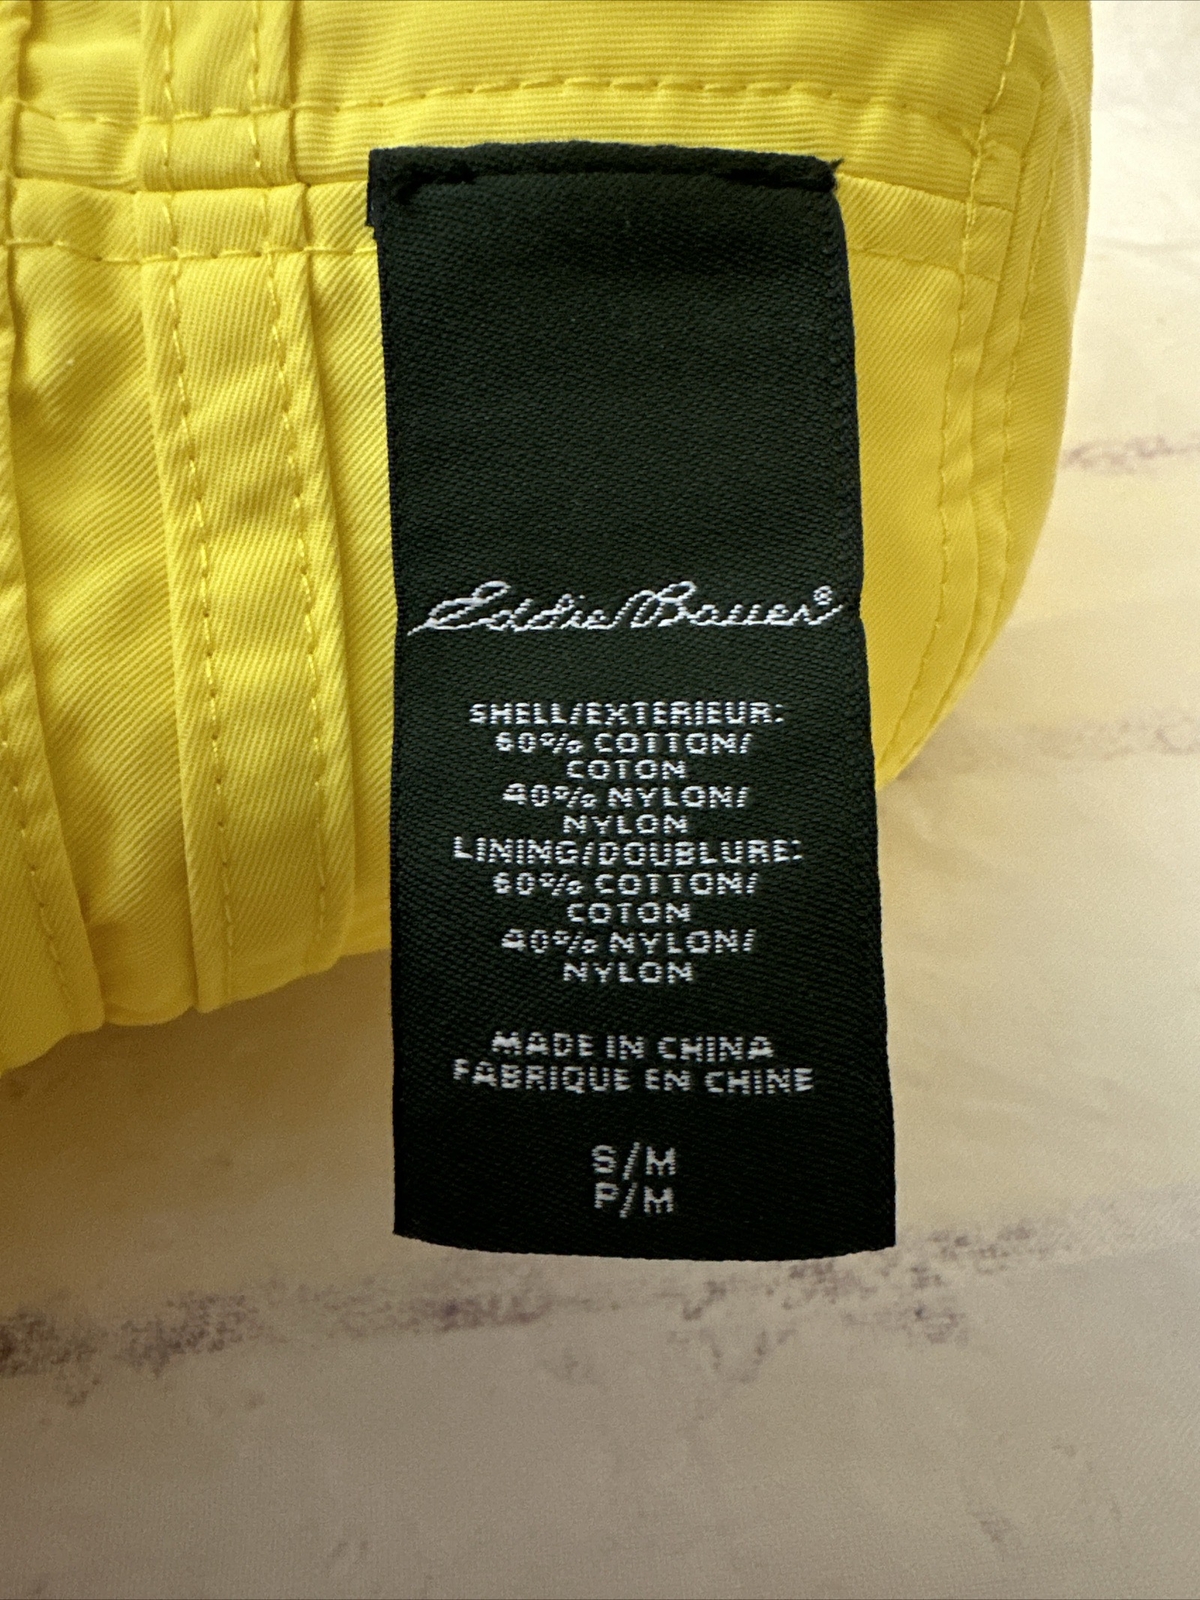 Eddie Bauer®
SHELL/EXTERIEUR:
60% COTTON/
COTON
40% NYLON/
NYLON
LINING/DOUBLURE:
60% COTTON/
COTON
40% NYLON/
NYLON
MADE IN CHINA
FABRIQUE EN CHINE
S/M
P/M